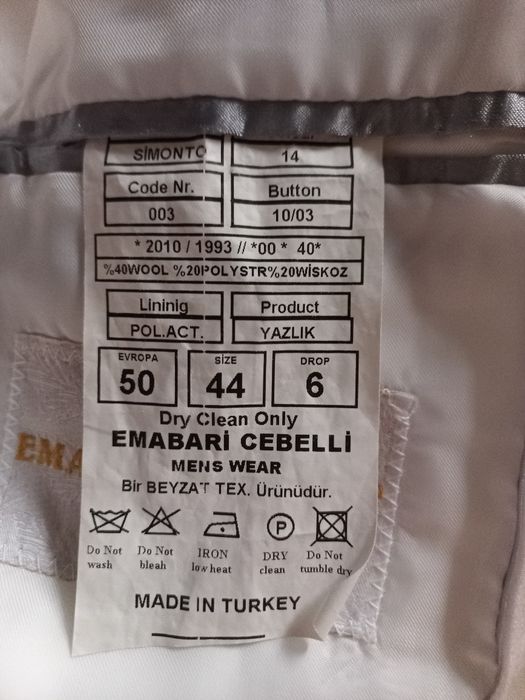 SİMONTO 14
Code Nr. Button
003 10/03
* 2010 / 1993 // *00 * 40*
%40WOOL %20POLYSTR%20WİSKOZ
Lininig Product
POL.ACT. YAZLIK
EVROPA SİZE DROP
50 44 6
Dry Clean Only
EMABARİ CEBELLİ
MENS WEAR
Bir BEYZAT TEX. Ürünüdür.
P
Do Not Do Not IRON DRY Do Not
wash bleah low heat clean tumble dry
MADE IN TURKEY
EMA